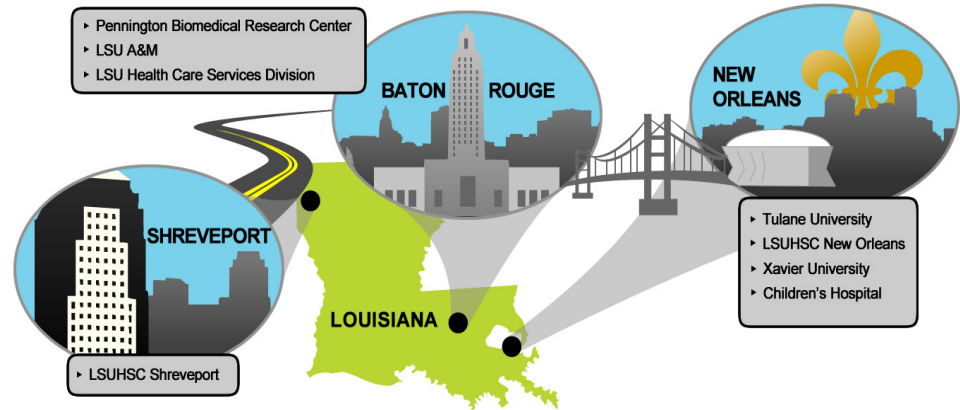 Pennington Biomedical Research Center
LSU A&M
LSU Health Care Services Division
BATON ROUGE
NEW
ORLEANS
SHREVEPORT
Tulane University
LSUHSC New Orleans
Xavier University
Children's Hospital
LOUISIANA
LSUHSC Shreveport